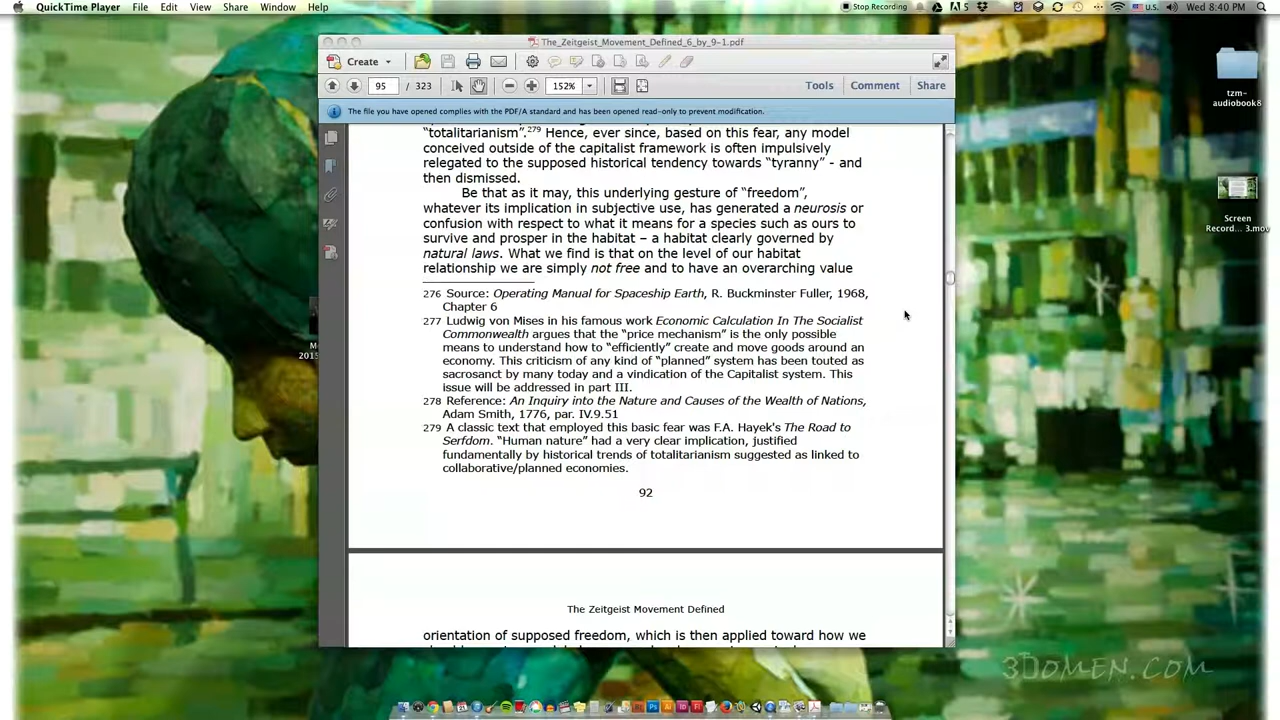 QuickTime Player File Edit View Share Window Help
Stop Recording
5
U.S.
Wed 8:40 PM
The_Zeitgeist_Movement_Defined_6_by_9-1.pdf
Create
95 / 323
152%
Tools Comment Share
The file you have opened complies with the PDF/A standard and has been opened read-only to prevent modification.
“totalitarianism”.279 Hence, ever since, based on this fear, any model
conceived outside of the capitalist framework is often impulsively
relegated to the supposed historical tendency towards “tyranny” - and
then dismissed.
Be that as it may, this underlying gesture of “freedom”,
whatever its implication in subjective use, has generated a neurosis or
confusion with respect to what it means for a species such as ours to
survive and prosper in the habitat – a habitat clearly governed by
natural laws. What we find is that on the level of our habitat
relationship we are simply not free and to have an overarching value
276 Source: Operating Manual for Spaceship Earth, R. Buckminster Fuller, 1968,
Chapter 6
277 Ludwig von Mises in his famous work Economic Calculation In The Socialist
Commonwealth argues that the “price mechanism” is the only possible
means to understand how to “efficiently” create and move goods around an
economy. This criticism of any kind of “planned” system has been touted as
sacrosanct by many today and a vindication of the Capitalist system. This
issue will be addressed in part III.
278 Reference: An Inquiry into the Nature and Causes of the Wealth of Nations,
Adam Smith, 1776, par. IV.9.51
279 A classic text that employed this basic fear was F.A. Hayek's The Road to
Serfdom. “Human nature” had a very clear implication, justified
fundamentally by historical trends of totalitarianism suggested as linked to
collaborative/planned economies.
92
The Zeitgeist Movement Defined
orientation of supposed freedom, which is then applied toward how we
tzm-
audiobook8
Screen
Record... 3.mov
2015
3DOMEN.COM